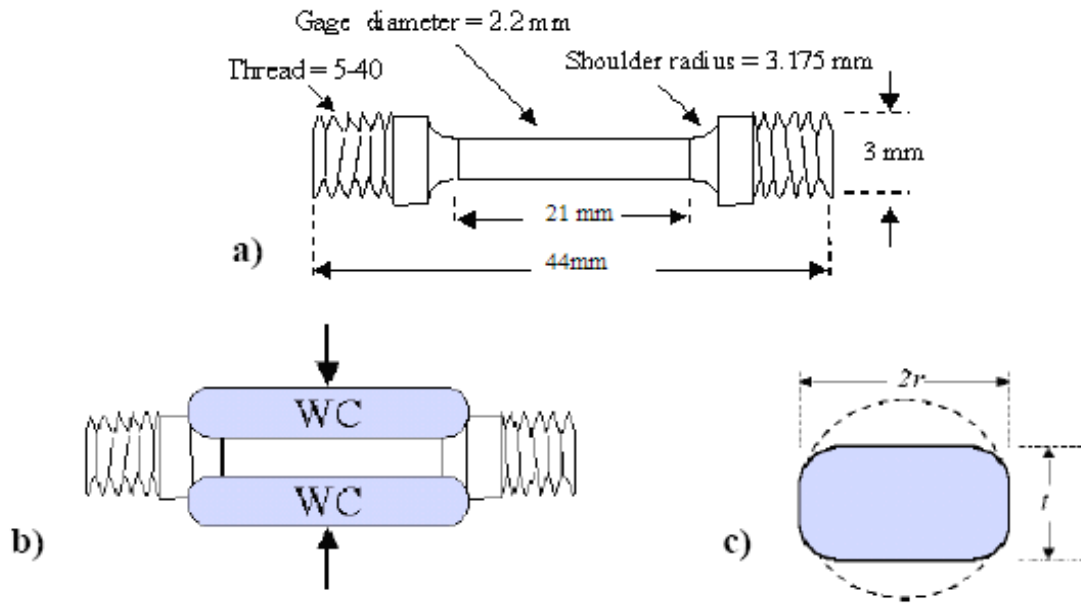 Gage diameter = 2.2 mm
Thread = 5-40
Shoulder radius = 3.175 mm
3 mm
21 mm
44mm
a)
WC
WC
b)
2r
t
c)